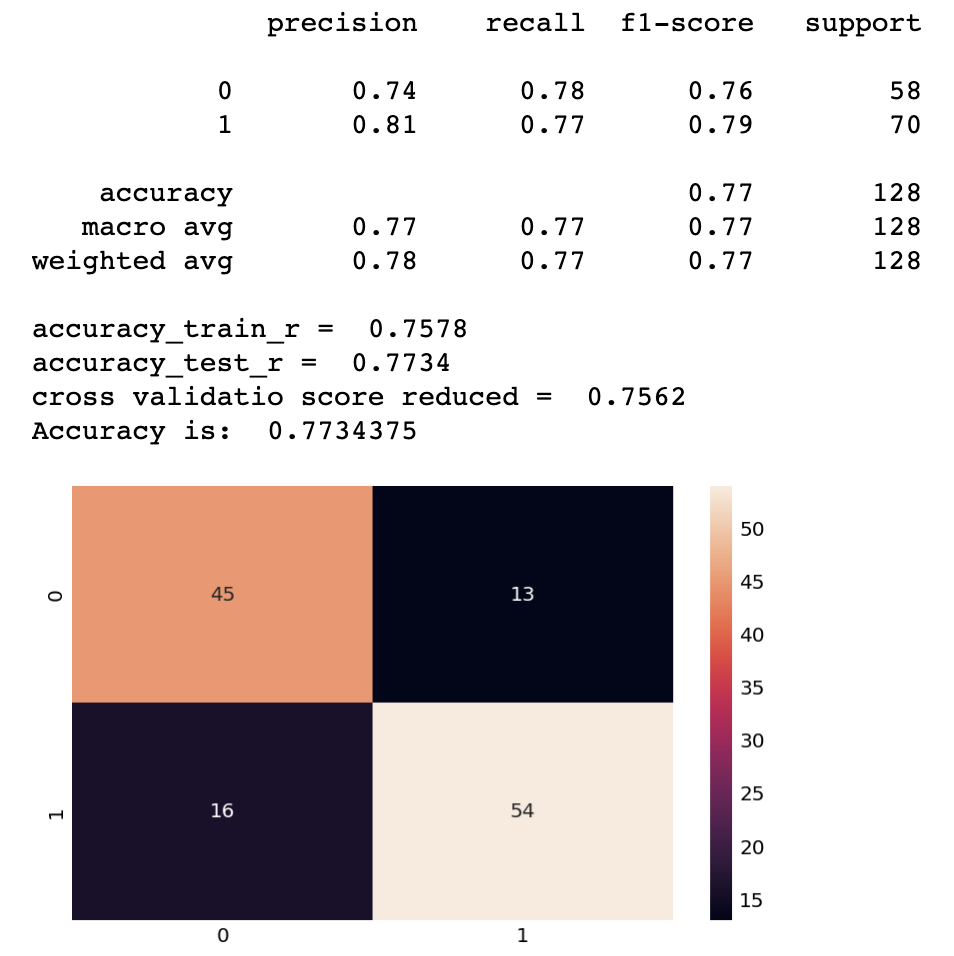 precision recall f1-score support
0 0.74 0.78 0.76 58
1 0.81 0.77 0.79 70
accuracy 0.77 128
macro avg 0.77 0.77 0.77 128
weighted avg 0.78 0.77 0.77 128
accuracy_train_r = 0.7578
accuracy_test_r = 0.7734
cross validatio score reduced = 0.7562
Accuracy is: 0.7734375
50
45
40
35
30
25
20
15
0
45 13
1
16 54
0 1